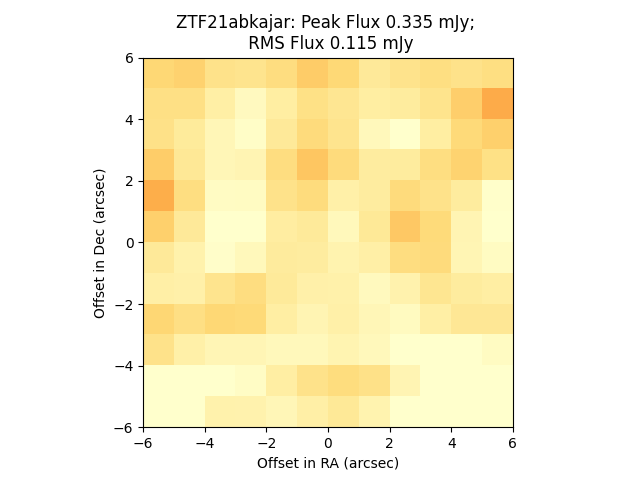 ZTF21abkajar: Peak Flux 0.335 mJy;
RMS Flux 0.115 mJy
6
4
2
0
−2
−4
−6
Offset in Dec (arcsec)
−6 −4 −2 0 2 4 6
Offset in RA (arcsec)